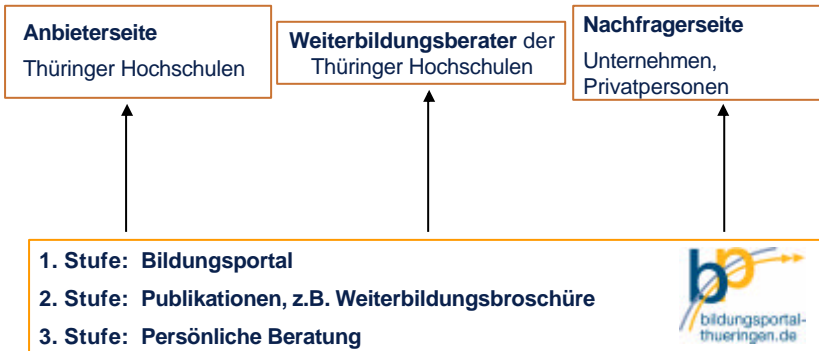 Anbieterseite
Thüringer Hochschulen
Weiterbildungsberater der
Thüringer Hochschulen
Nachfragerseite
Unternehmen,
Privatpersonen
1. Stufe: Bildungsportal
2. Stufe: Publikationen, z.B. Weiterbildungsbroschüre
3. Stufe: Persönliche Beratung
bp
bildungsportal-
thueringen.de